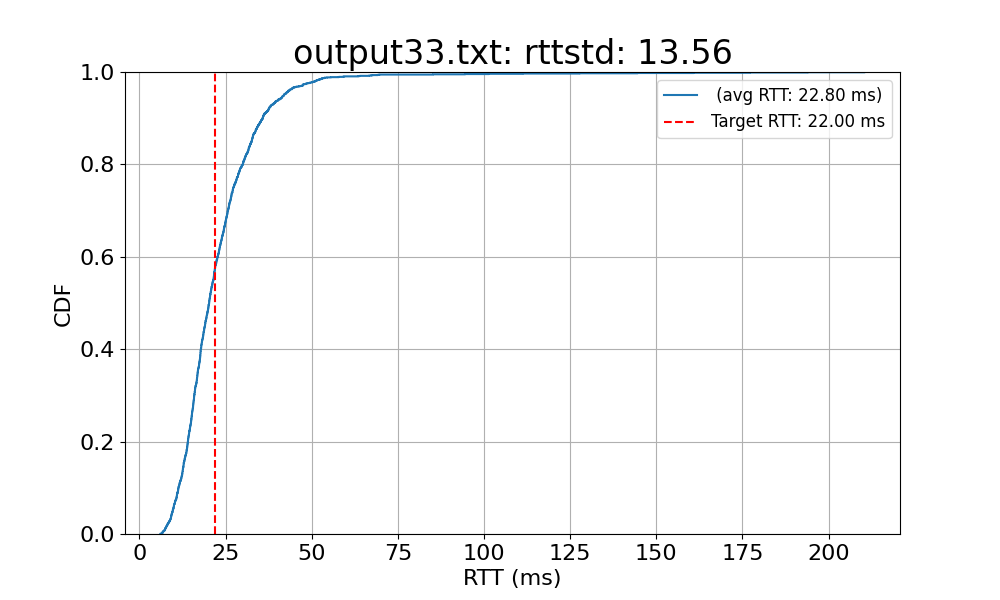 output33.txt: rttstd: 13.56
1.0
0.8
0.6
0.4
0.2
0.0
CDF
(avg RTT: 22.80 ms)
Target RTT: 22.00 ms
0 25 50 75 100 125 150 175 200
RTT (ms)